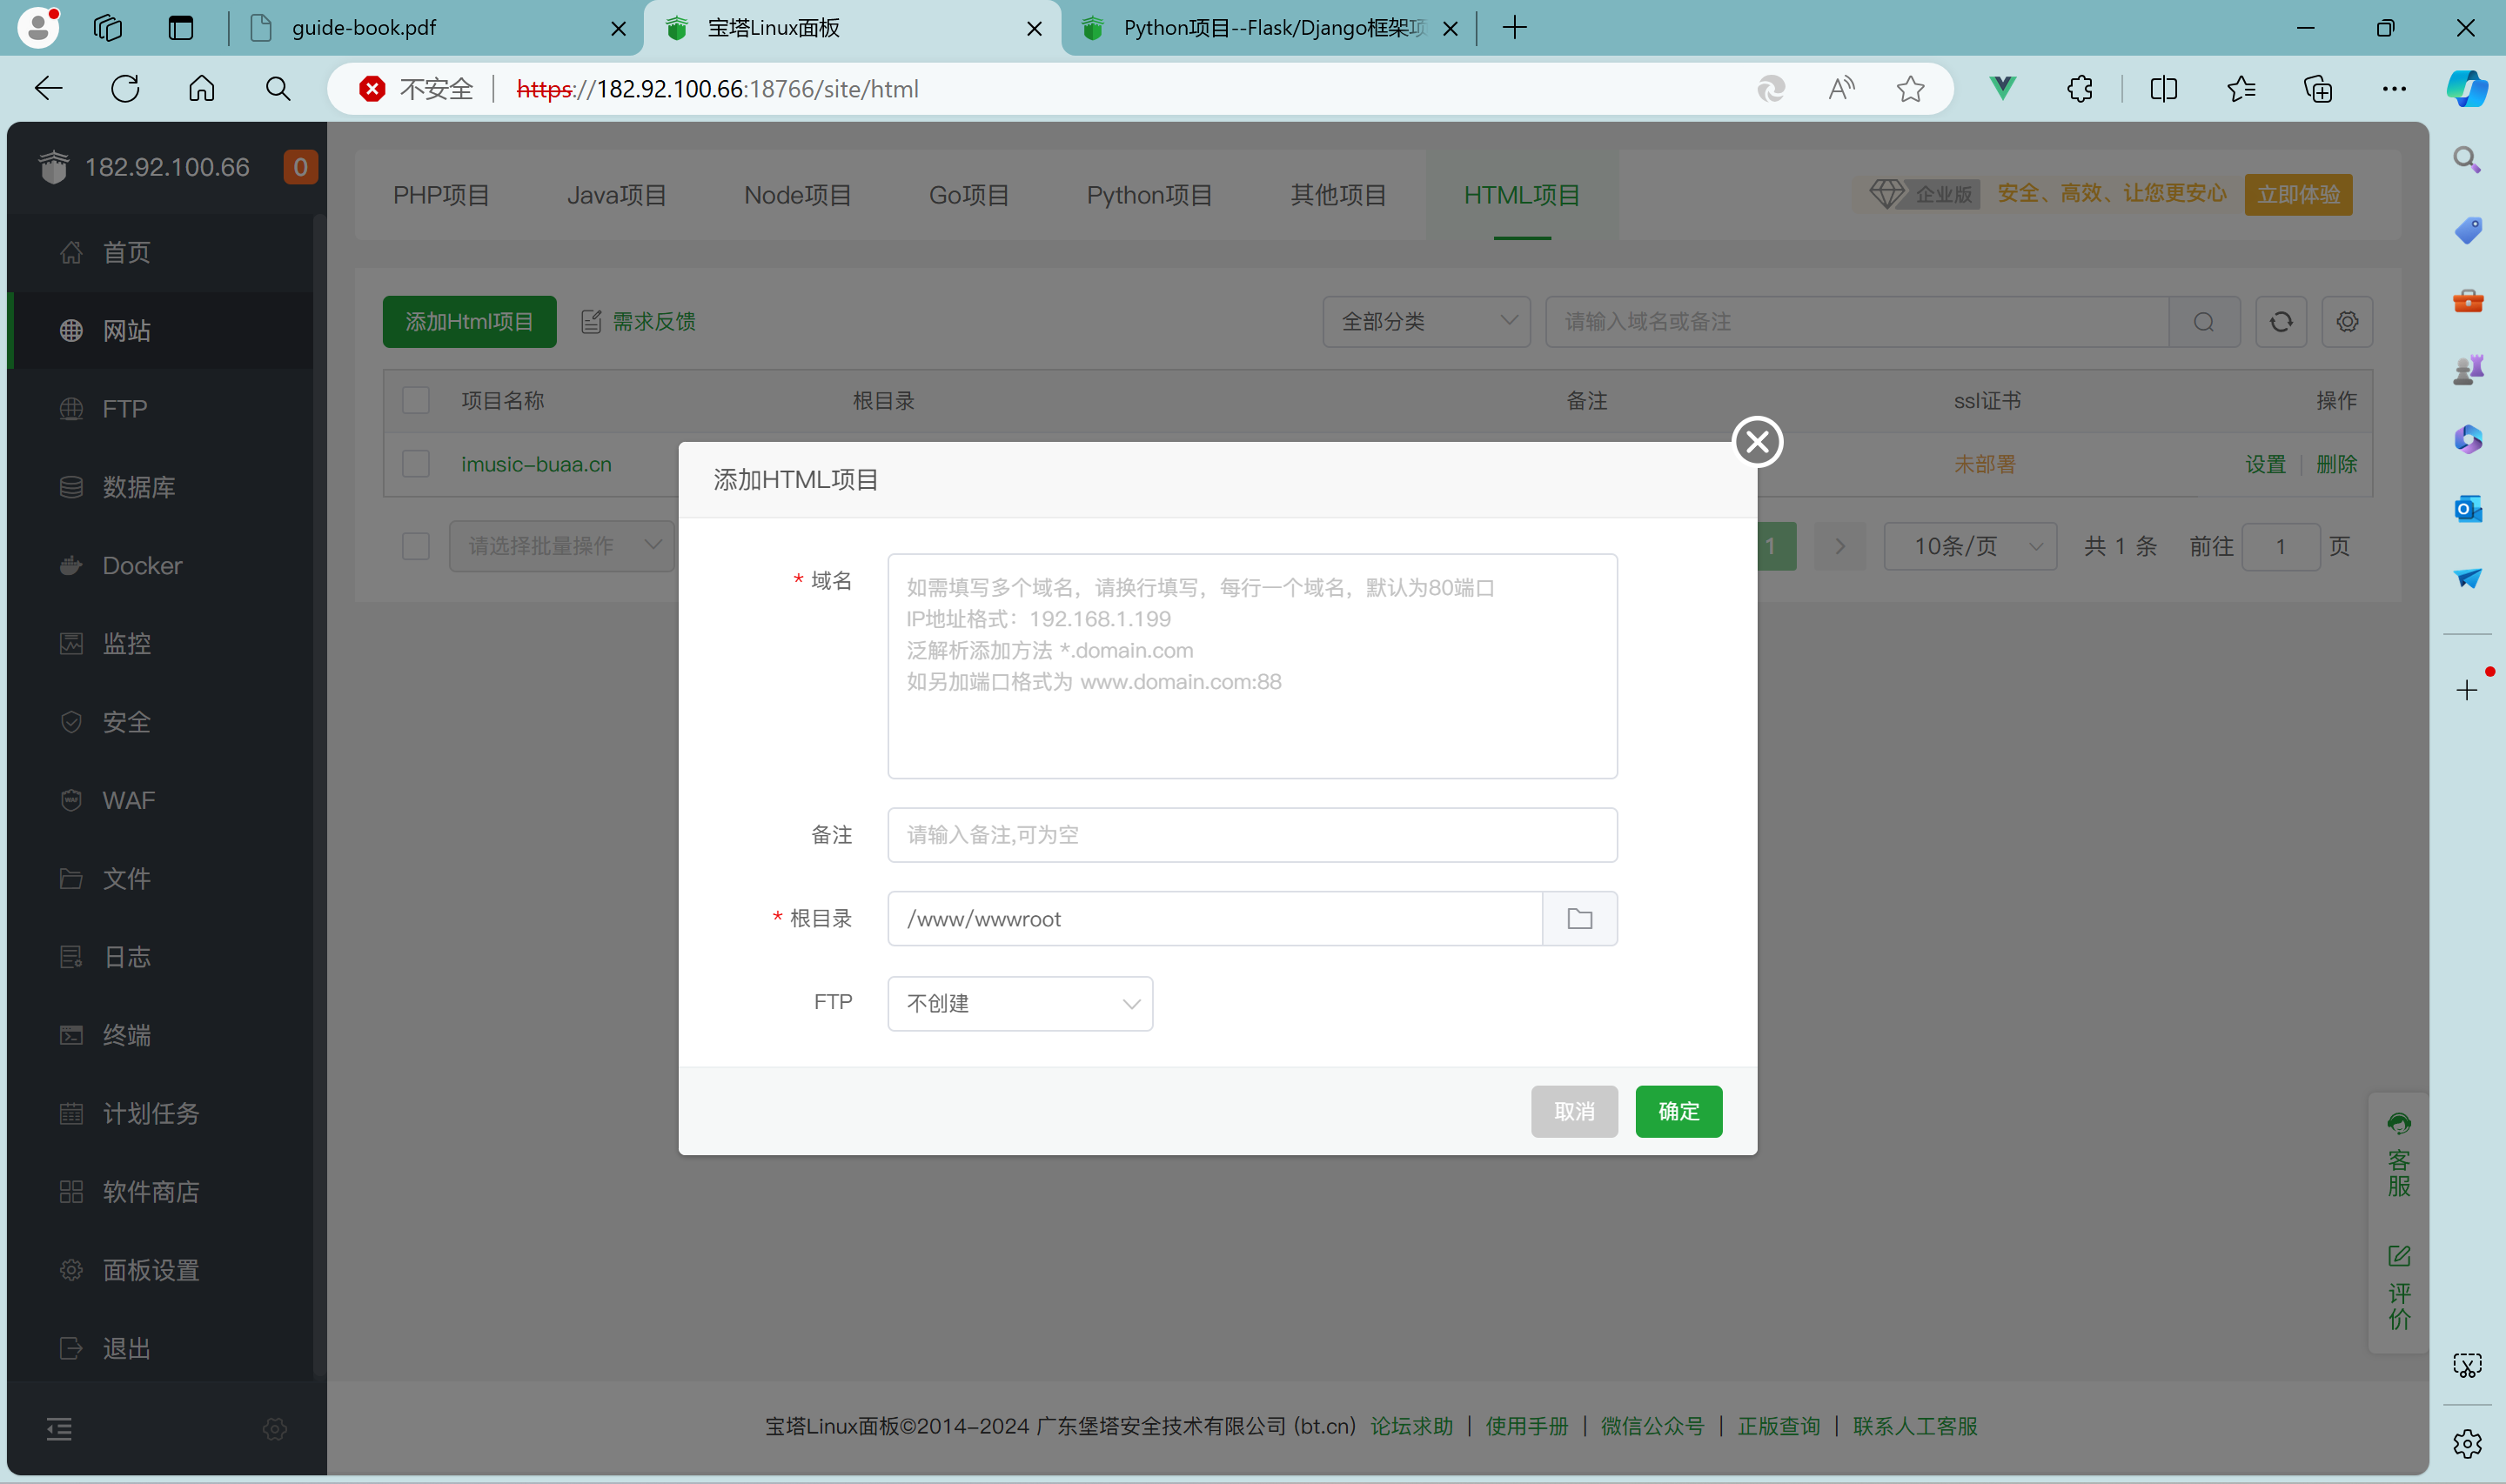 guide-book.pdf
宝塔Linux面板
Python项目--Flask/Django框架项
不安全
https://182.92.100.66:18766/site/html
182.92.100.66
0
PHP项目
Java项目
Node项目
Go项目
Python项目
其他项目
HTML项目
企业版
安全、高效、让您更安心
立即体验
首页
网站
FTP
数据库
Docker
监控
安全
WAF
文件
日志
终端
计划任务
软件商店
面板设置
退出
添加Html项目
需求反馈
全部分类
请输入域名或备注
项目名称
根目录
备注
ssl证书
操作
imusic-buaa.cn
未部署
设置
删除
请选择批量操作
1
10条/页
共 1 条
前往
1
页
添加HTML项目
* 域名
如需填写多个域名，请换行填写，每行一个域名，默认为80端口
IP地址格式：192.168.1.199
泛解析添加方法 *.domain.com
如另加端口格式为 www.domain.com:88
备注
请输入备注,可为空
* 根目录
/www/wwwroot
FTP
不创建
取消
确定
客服
评价
宝塔Linux面板©2014-2024 广东堡塔安全技术有限公司 (bt.cn) 论坛求助 | 使用手册 | 微信公众号 | 正版查询 | 联系人工客服